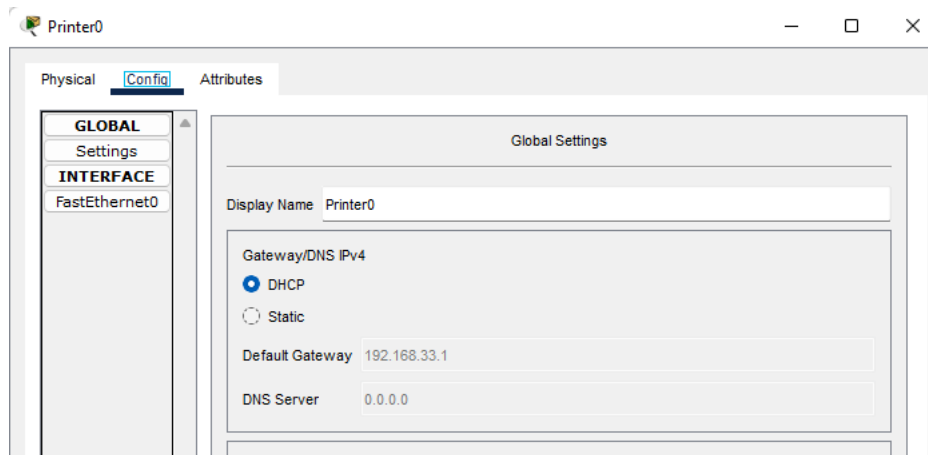 Printer0
Physical Config Attributes
GLOBAL
Settings
INTERFACE
FastEthernet0
Global Settings
Display Name Printer0
Gateway/DNS IPv4
DHCP
Static
Default Gateway 192.168.33.1
DNS Server 0.0.0.0